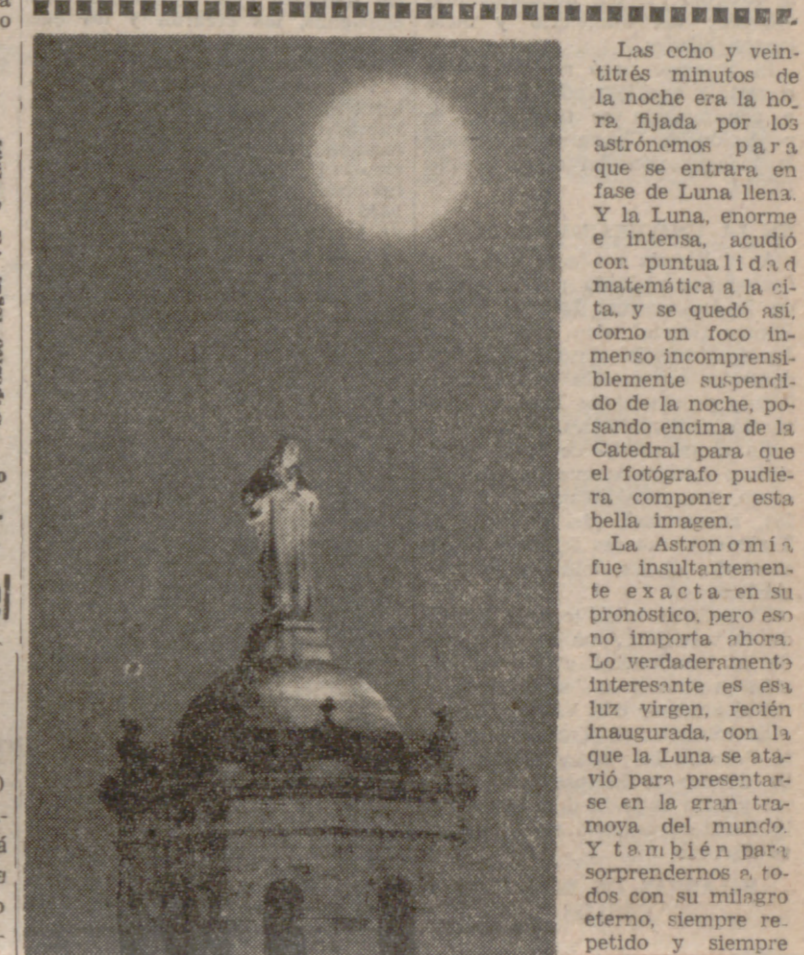 Las ocho y vein-
titrés minutos de
la noche era la ho-
ra fijada por los
astrónomos para
que se entrara en
fase de Luna llena.
Y la Luna, enorme
e intensa, acudió
con puntualidad
matemática a la ci-
ta, y se quedó así,
como un foco in-
menso incomprensi-
blemente suspendi-
do de la noche, po-
sando encima de la
Catedral para que
el fotógrafo pudie-
ra componer esta
bella imagen.
La Astronomía
fue insultantemen-
te exacta en su
pronóstico, pero eso
no importa ahora.
Lo verdaderamente
interesante es esa
luz virgen, recién
inaugurada, con la
que la Luna se ata-
vió para presentar-
se en la gran tra-
moya del mundo.
Y también para
sorprendernos a to-
dos con su milagro
eterno, siempre re-
petido y siempre